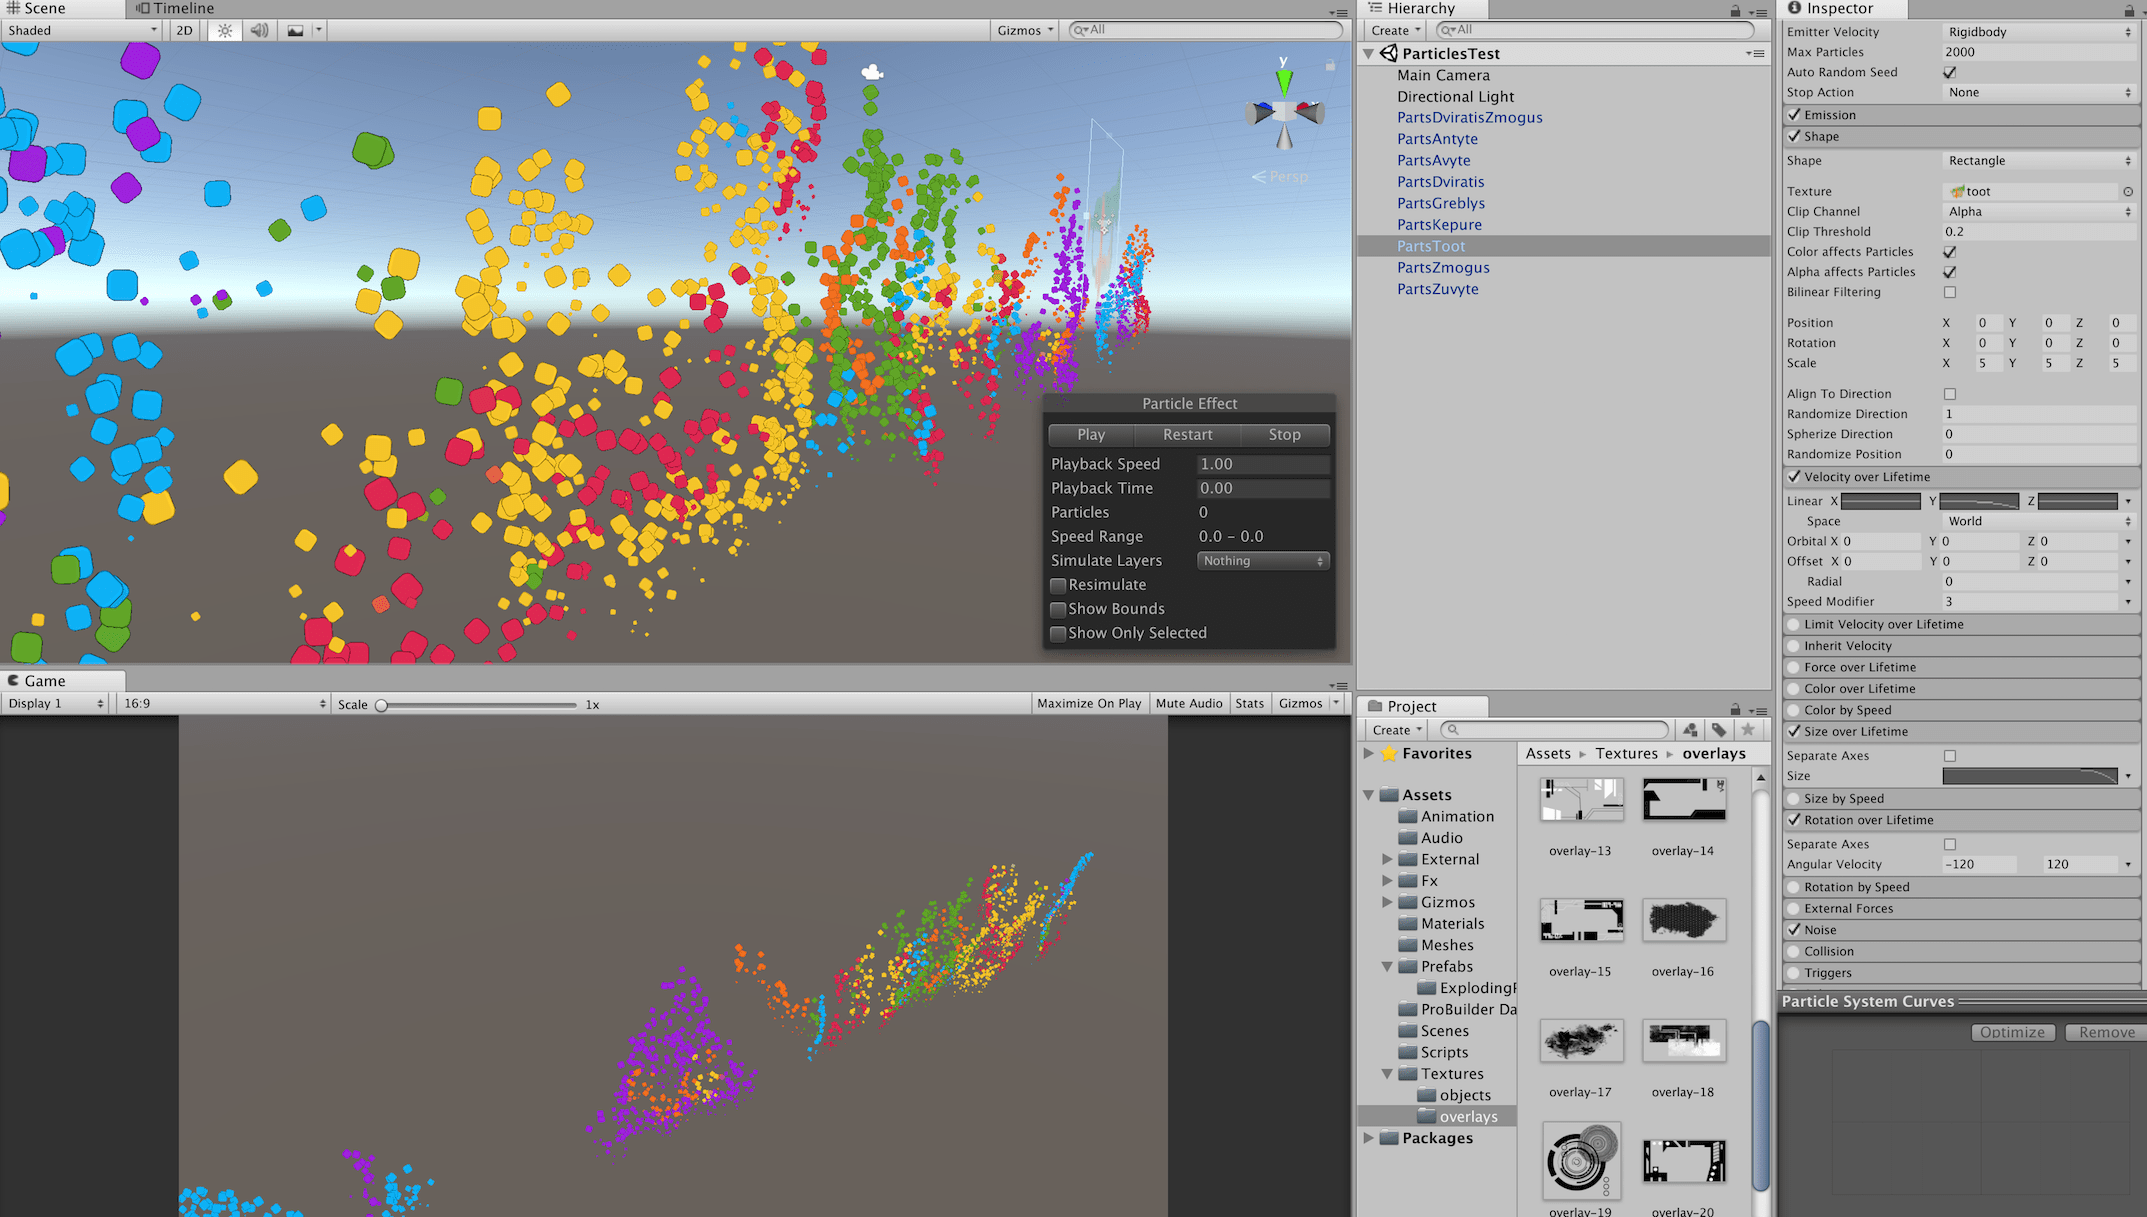 Scene
Timeline
Shaded
2D
Gizmos
All
y
Persp
Particle Effect
Play
Restart
Stop
Playback Speed 1.00
Playback Time 0.00
Particles 0
Speed Range 0.0 - 0.0
Simulate Layers Nothing
Resimulate
Show Bounds
Show Only Selected
Game
Display 1
16:9
Scale
1x
Maximize On Play
Mute Audio
Stats
Gizmos
Hierarchy
Create
All
ParticlesTest
Main Camera
Directional Light
PartsDviratisZmogus
PartsAntyte
PartsAvyte
PartsDviratis
PartsGreblys
PartsKepure
PartsToot
PartsZmogus
PartsZuvyte
Project
Create
Favorites
Assets
Animation
Audio
External
Fx
Gizmos
Materials
Meshes
Prefabs
ExplodingF
ProBuilder Da
Scenes
Scripts
Textures
objects
overlays
Packages
Assets
Textures
overlays
overlay-13
overlay-14
overlay-15
overlay-16
overlay-17
overlay-18
overlay-19
overlay-20
Inspector
Emitter Velocity Rigidbody
Max Particles 2000
Auto Random Seed
Stop Action None
Emission
Shape
Shape Rectangle
Texture toot
Clip Channel Alpha
Clip Threshold 0.2
Color affects Particles
Alpha affects Particles
Bilinear Filtering
Position X 0 Y 0 Z 0
Rotation X 0 Y 0 Z 0
Scale X 5 Y 5 Z 5
Align To Direction
Randomize Direction 1
Spherize Direction 0
Randomize Position 0
Velocity over Lifetime
Linear X Y Z
Space World
Orbital X 0 Y 0 Z 0
Offset X 0 Y 0 Z 0
Radial 0
Speed Modifier 3
Limit Velocity over Lifetime
Inherit Velocity
Force over Lifetime
Color over Lifetime
Color by Speed
Size over Lifetime
Separate Axes
Size
Size by Speed
Rotation over Lifetime
Separate Axes
Angular Velocity -120 120
Rotation by Speed
External Forces
Noise
Collision
Triggers
Particle System Curves
Optimize
Remove